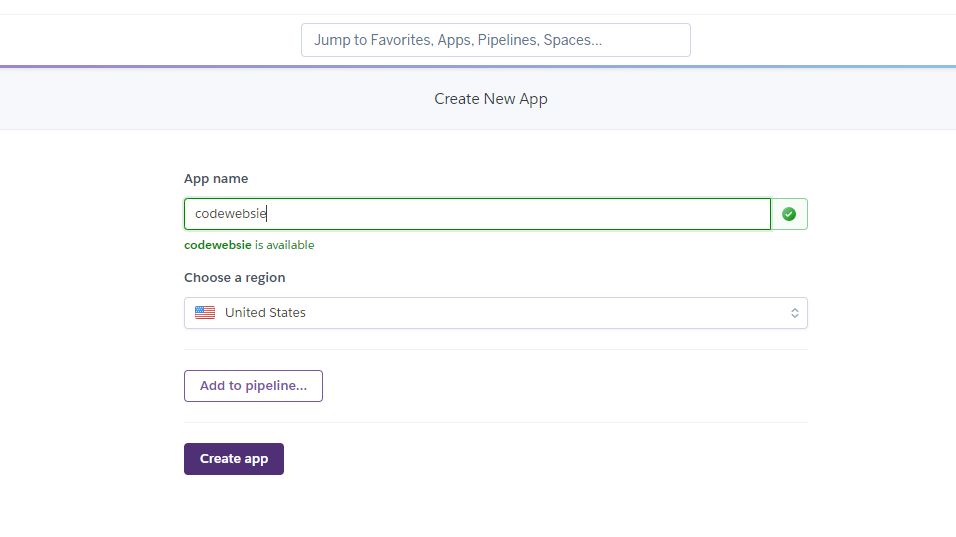 Jump to Favorites, Apps, Pipelines, Spaces...
Create New App
App name
codewebsie
codewebsie is available
Choose a region
United States
Add to pipeline...
Create app